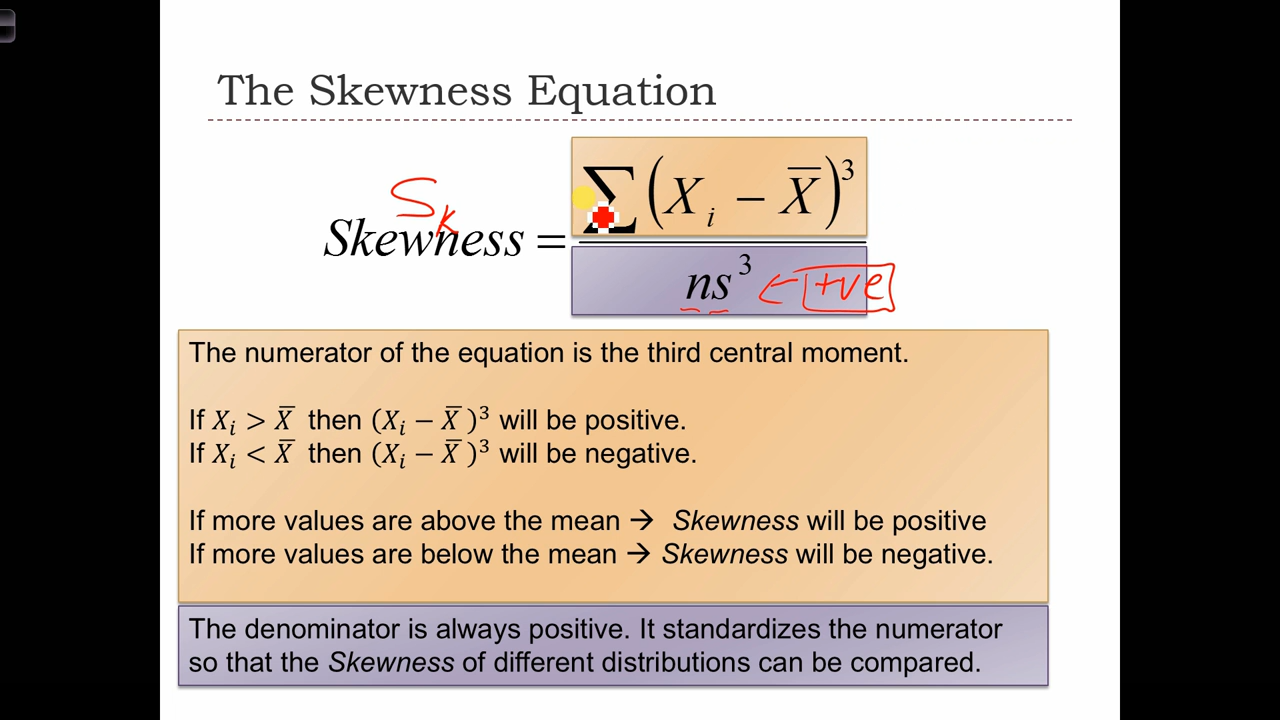 The Skewness Equation
Sk
Skewness = ∑(X i − X̅)³
ns³ ← +ve
The numerator of the equation is the third central moment.
If Xᵢ > X̅ then (Xᵢ − X̅ )³ will be positive.
If Xᵢ < X̅ then (Xᵢ − X̅ )³ will be negative.
If more values are above the mean → Skewness will be positive
If more values are below the mean → Skewness will be negative.
The denominator is always positive. It standardizes the numerator
so that the Skewness of different distributions can be compared.